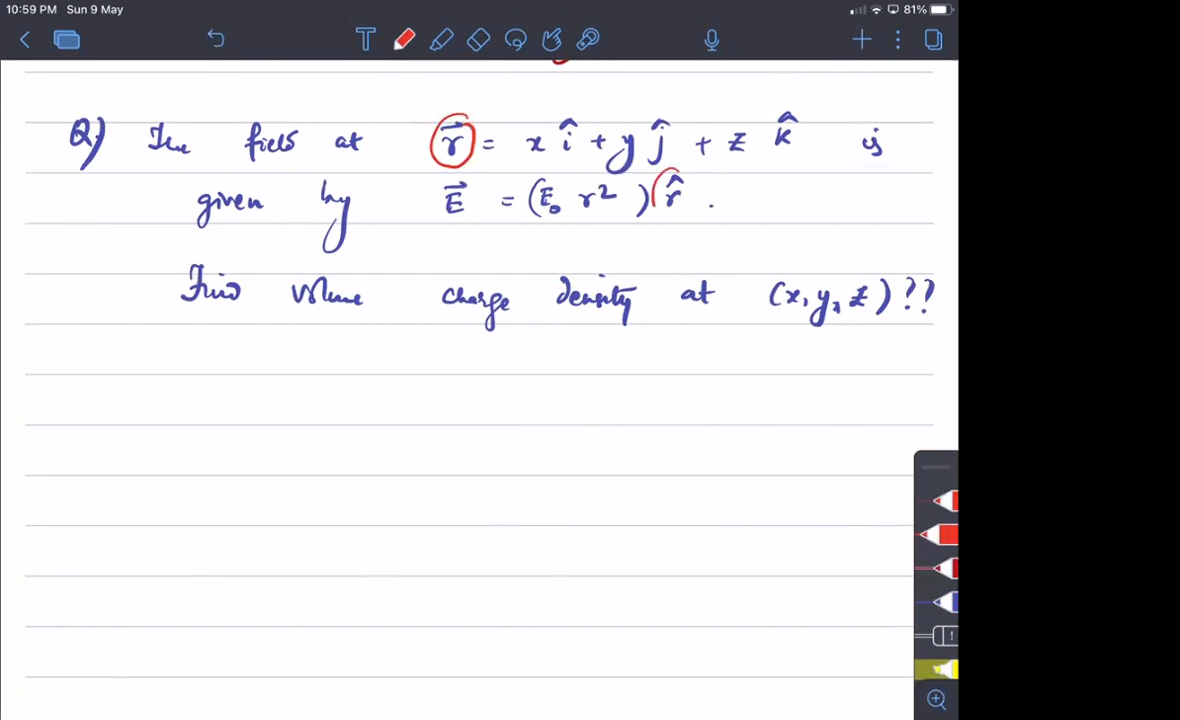 10:59 PM Sun 9 May 81%
T
Q) The field at r⃗ = x î + y ĵ + z k̂ is
given by E⃗ = (E₀ r²) r̂ .
Find volume charge density at (x, y, z)??